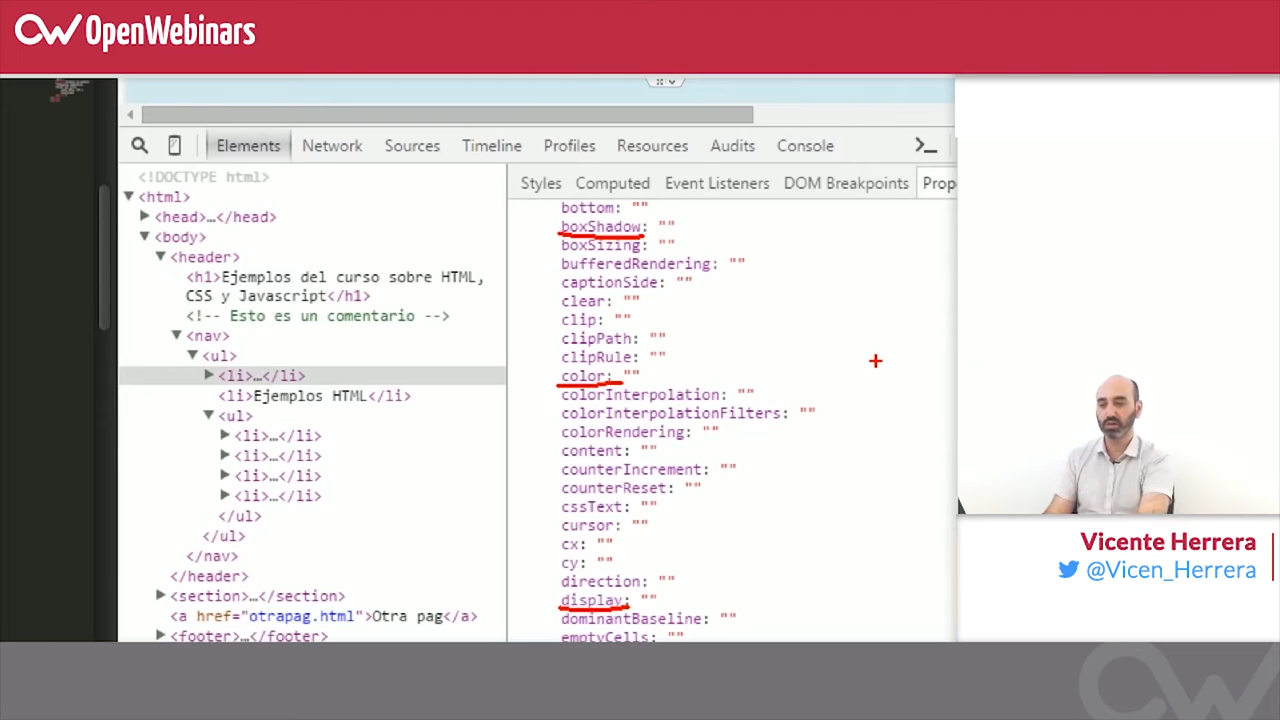 OpenWebinars
Elements Network Sources Timeline Profiles Resources Audits Console
<!DOCTYPE html>
<html>
<head>…</head>
<body>
<header>
<h1>Ejemplos del curso sobre HTML,
CSS y Javascript</h1>
<!-- Esto es un comentario -->
<nav>
<ul>
<li>…</li>
<li>Ejemplos HTML</li>
<ul>
<li>…</li>
<li>…</li>
<li>…</li>
<li>…</li>
</ul>
</ul>
</nav>
</header>
<section>…</section>
<a href="otrapag.html">Otra pag</a>
<footer>…</footer>
Styles Computed Event Listeners DOM Breakpoints Prop
bottom: ""
boxShadow: ""
boxSizing: ""
bufferedRendering: ""
captionSide: ""
clear: ""
clip: ""
clipPath: ""
clipRule: ""
color: ""
colorInterpolation: ""
colorInterpolationFilters: ""
colorRendering: ""
content: ""
counterIncrement: ""
counterReset: ""
cssText: ""
cursor: ""
cx: ""
cy: ""
direction: ""
display: ""
dominantBaseline: ""
emptyCells: ""
Vicente Herrera
@Vicen_Herrera